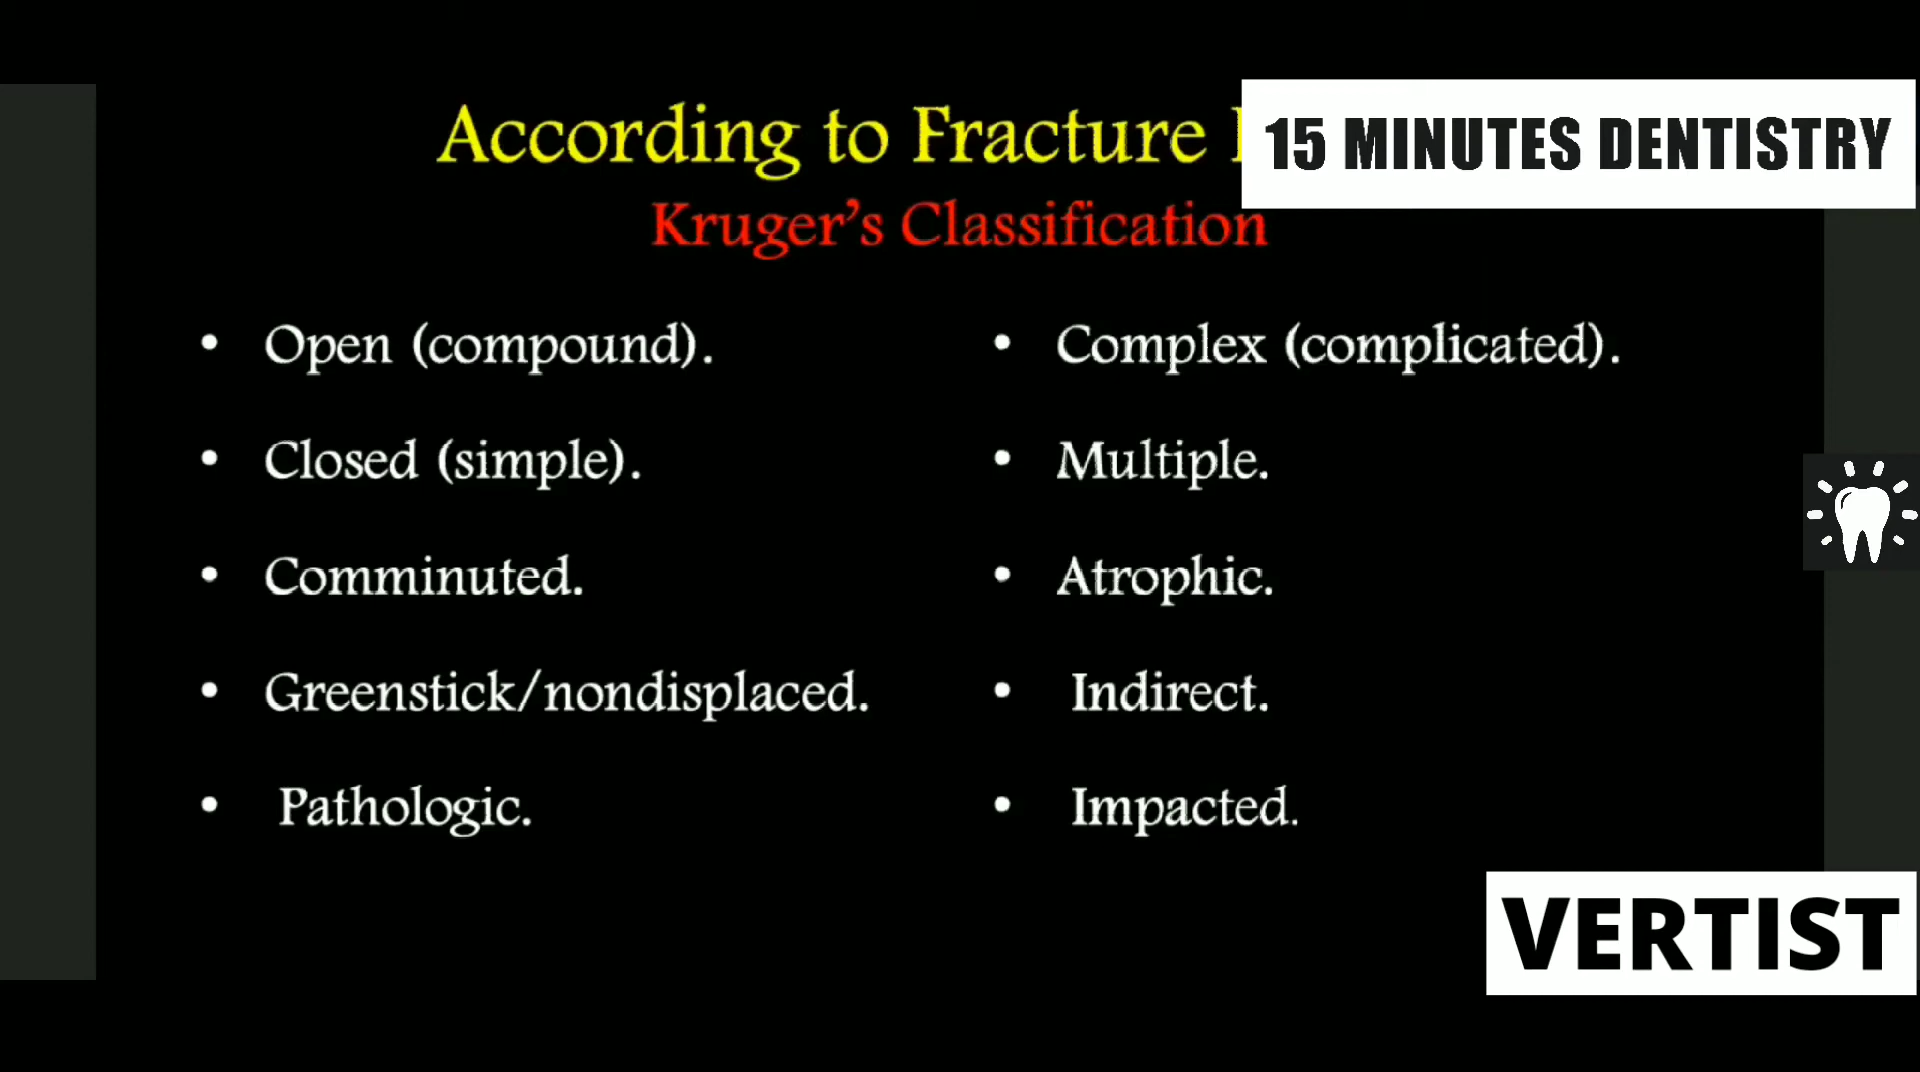 According to Fracture
15 MINUTES DENTISTRY
Kruger's Classification
• Open (compound).
• Closed (simple).
• Comminuted.
• Greenstick/nondisplaced.
• Pathologic.
• Complex (complicated).
• Multiple.
• Atrophic.
• Indirect.
• Impacted.
VERTIST